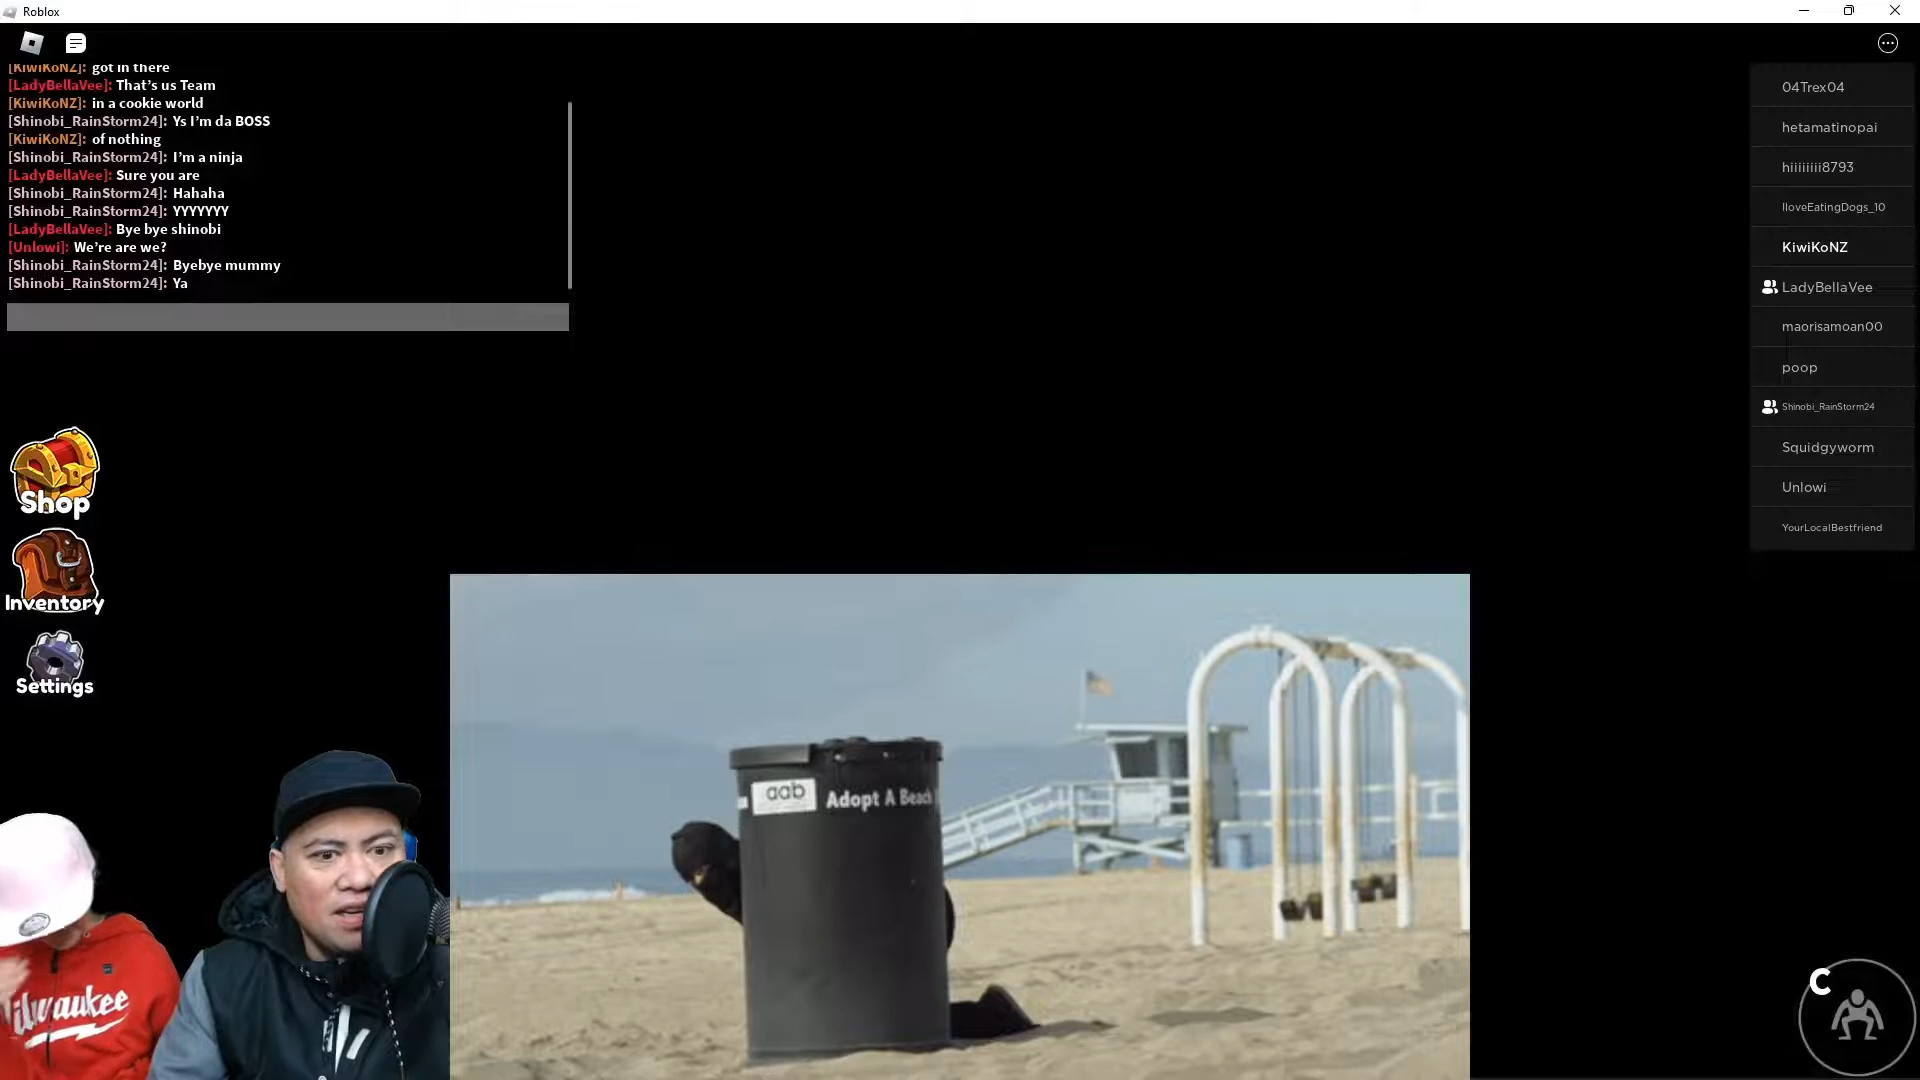 Roblox
[KiwiKoNZ]: got in there
[LadyBellaVee]: That's us Team
[KiwiKoNZ]: in a cookie world
[Shinobi_RainStorm24]: Ys I'm da BOSS
[KiwiKoNZ]: of nothing
[Shinobi_RainStorm24]: I'm a ninja
[LadyBellaVee]: Sure you are
[Shinobi_RainStorm24]: Hahaha
[Shinobi_RainStorm24]: YYYYYYY
[LadyBellaVee]: Bye bye shinobi
[Unlowi]: We're are we?
[Shinobi_RainStorm24]: Byebye mummy
[Shinobi_RainStorm24]: Ya
04Trex04
hetamatinopai
hiiiiiiii8793
IloveEatingDogs_10
KiwiKoNZ
LadyBellaVee
maorisamoan00
poop
Shinobi_RainStorm24
Squidgyworm
Unlowi
YourLocalBestfriend
Shop
Inventory
Settings
aab Adopt A Beach
Milwaukee
C